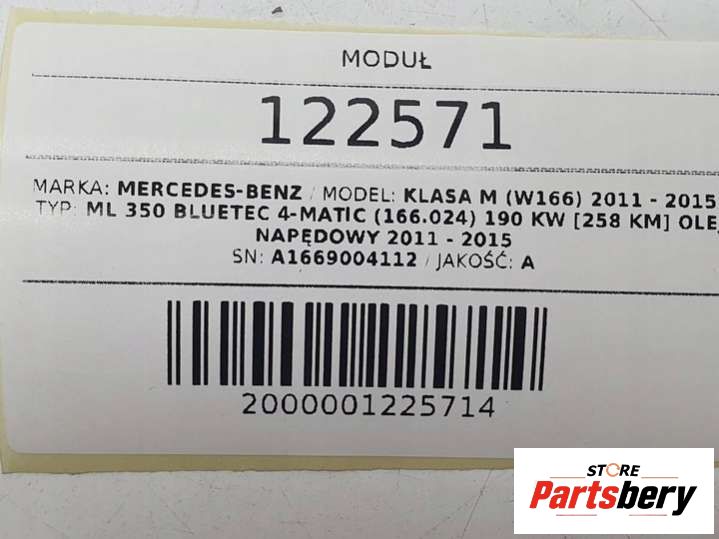 MODUŁ
122571
MARKA: MERCEDES-BENZ / MODEL: KLASA M (W166) 2011 - 2015
TYP: ML 350 BLUETEC 4-MATIC (166.024) 190 KW [258 KM] OLEJ
NAPĘDOWY 2011 - 2015
SN: A1669004112 / JAKOŚĆ: A
2000001225714
STORE
Partsbery